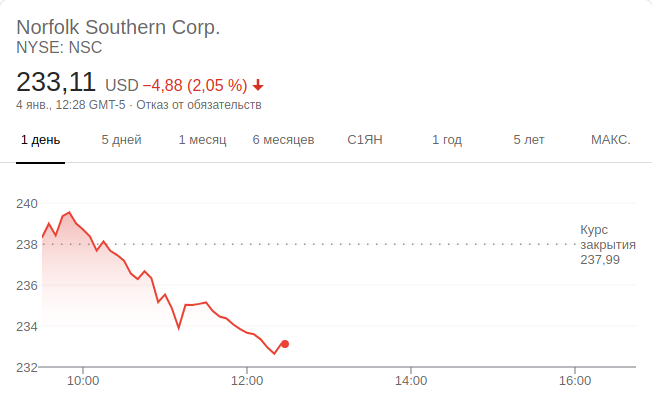 Norfolk Southern Corp.
NYSE: NSC
233,11 USD −4,88 (2,05 %)
4 янв., 12:28 GMT-5 · Отказ от обязательств
1 день 5 дней 1 месяц 6 месяцев С1ЯН 1 год 5 лет МАКС.
240
238
236
234
232
Курс
закрытия
237,99
10:00 12:00 14:00 16:00